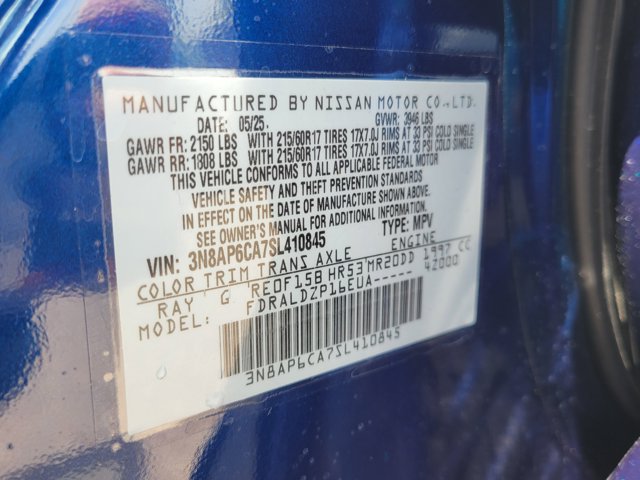 MANUFACTURED BY NISSAN MOTOR CO.,LTD.
DATE: 05/25 GVWR: 3946 LBS
GAWR FR: 2150 LBS WITH 215/60R17 TIRES 17X7.0J RIMS AT 33 PSI COLD SINGLE
GAWR RR: 1808 LBS WITH 215/60R17 TIRES 17X7.0J RIMS AT 33 PSI COLD SINGLE
THIS VEHICLE CONFORMS TO ALL APPLICABLE FEDERAL MOTOR
VEHICLE SAFETY AND THEFT PREVENTION STANDARDS
IN EFFECT ON THE DATE OF MANUFACTURE SHOWN ABOVE.
SEE OWNER'S MANUAL FOR ADDITIONAL INFORMATION.
VIN: 3N8AP6CA7SL410845 TYPE: MPV
COLOR TRIM TRANS AXLE ENGINE
RAY G RE0F15B HR53 MR20DD 1997 CC
MODEL: FDRALDZP16EUA----- 42000
3N8AP6CA7SL410845